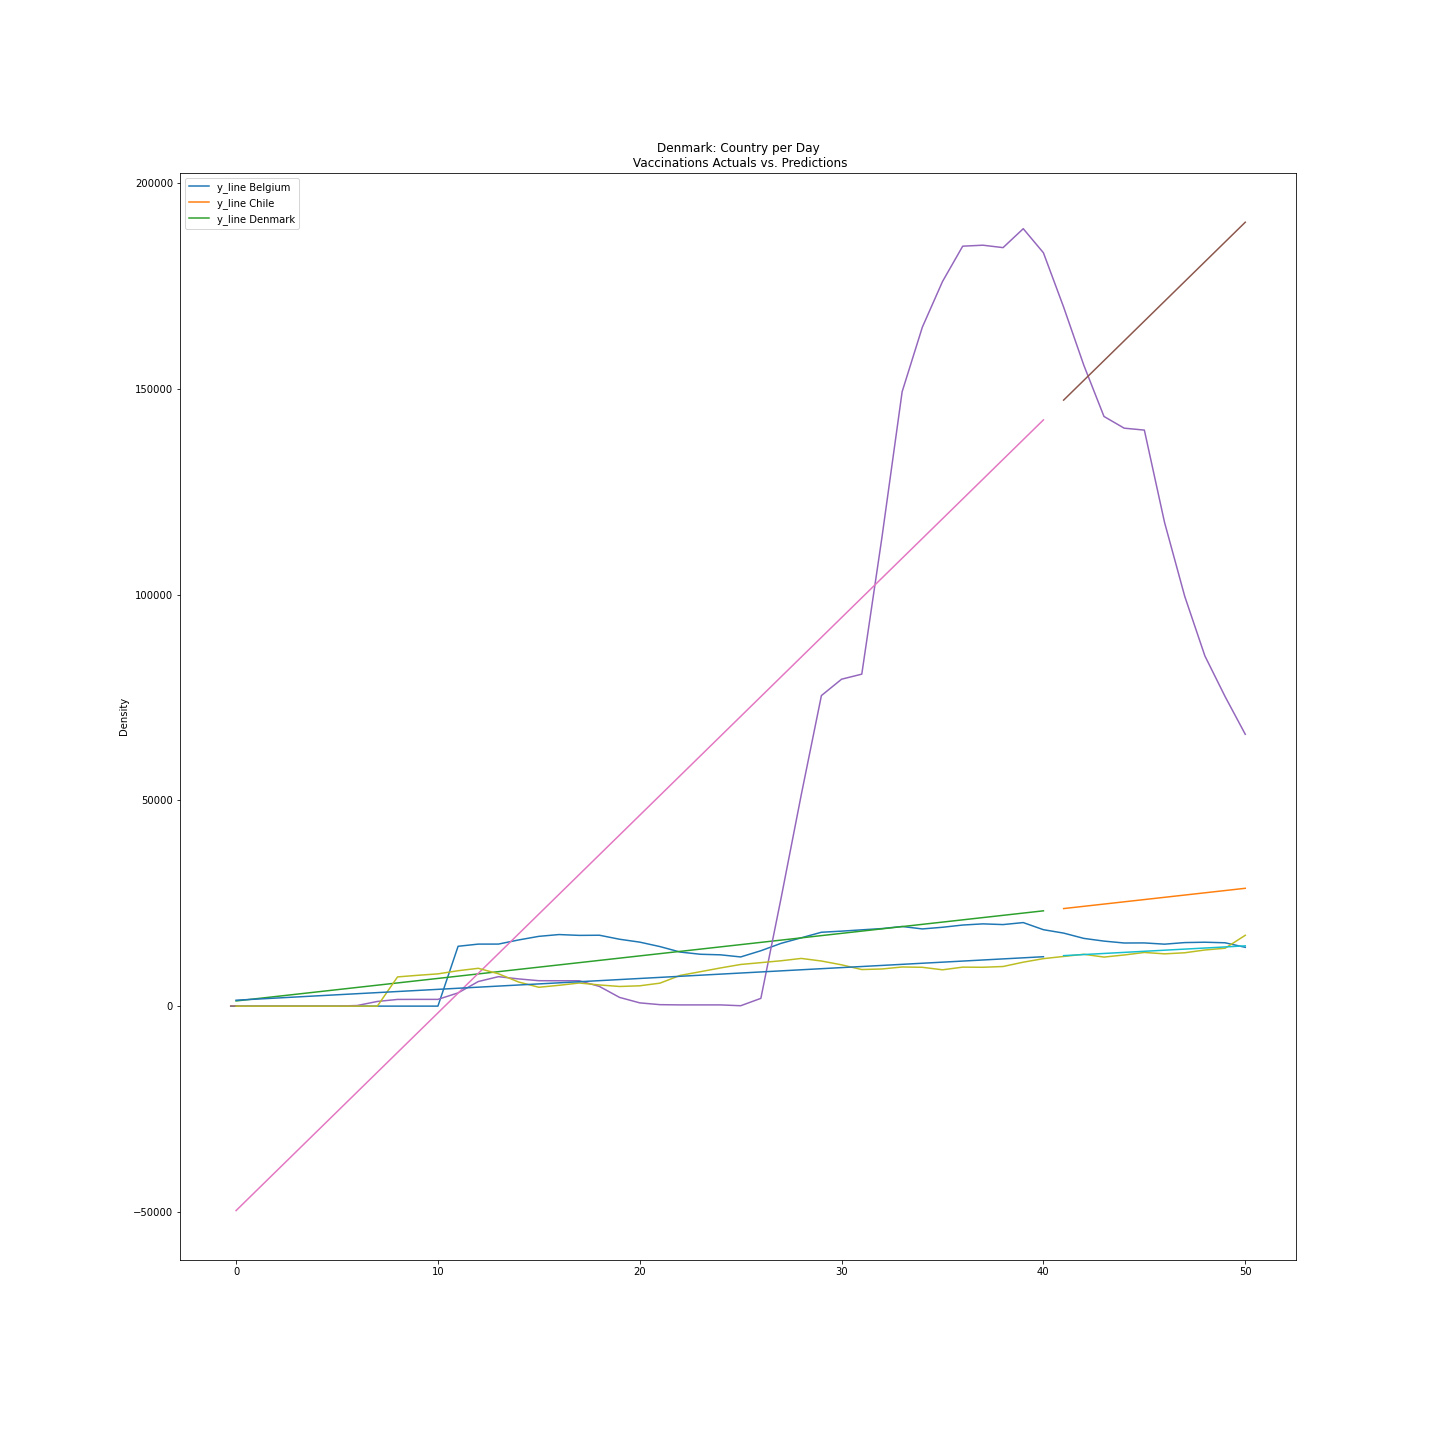 Denmark: Country per Day
Vaccinations Actuals vs. Predictions
y_line Belgium
y_line Chile
y_line Denmark
200000
150000
100000
50000
0
−50000
Density
0 10 20 30 40 50